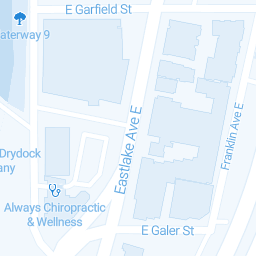 E Garfield St
aterway 9
Eastlake Ave E
Franklin Ave E
Drydock
any
Always Chiropractic
& Wellness
E Galer St